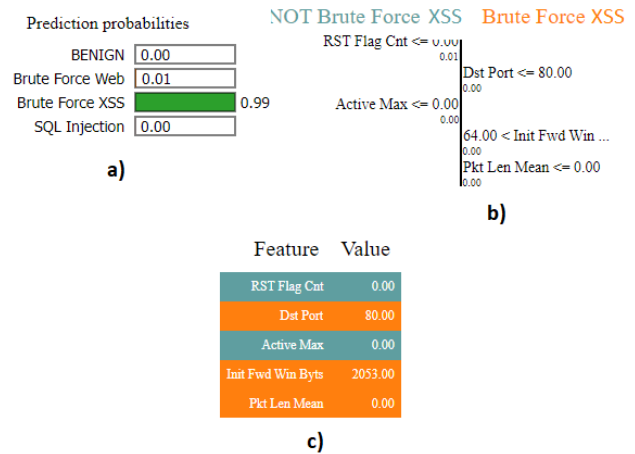 Prediction probabilities
BENIGN 0.00
Brute Force Web 0.01
Brute Force XSS 0.99
SQL Injection 0.00
a)
NOT Brute Force XSS Brute Force XSS
RST Flag Cnt <= 0.00
0.01
Dst Port <= 80.00
0.00
Active Max <= 0.00
0.00
64.00 < Init Fwd Win ...
0.00
Pkt Len Mean <= 0.00
0.00
b)
Feature Value
RST Flag Cnt 0.00
Dst Port 80.00
Active Max 0.00
Init Fwd Win Byts 2053.00
Pkt Len Mean 0.00
c)